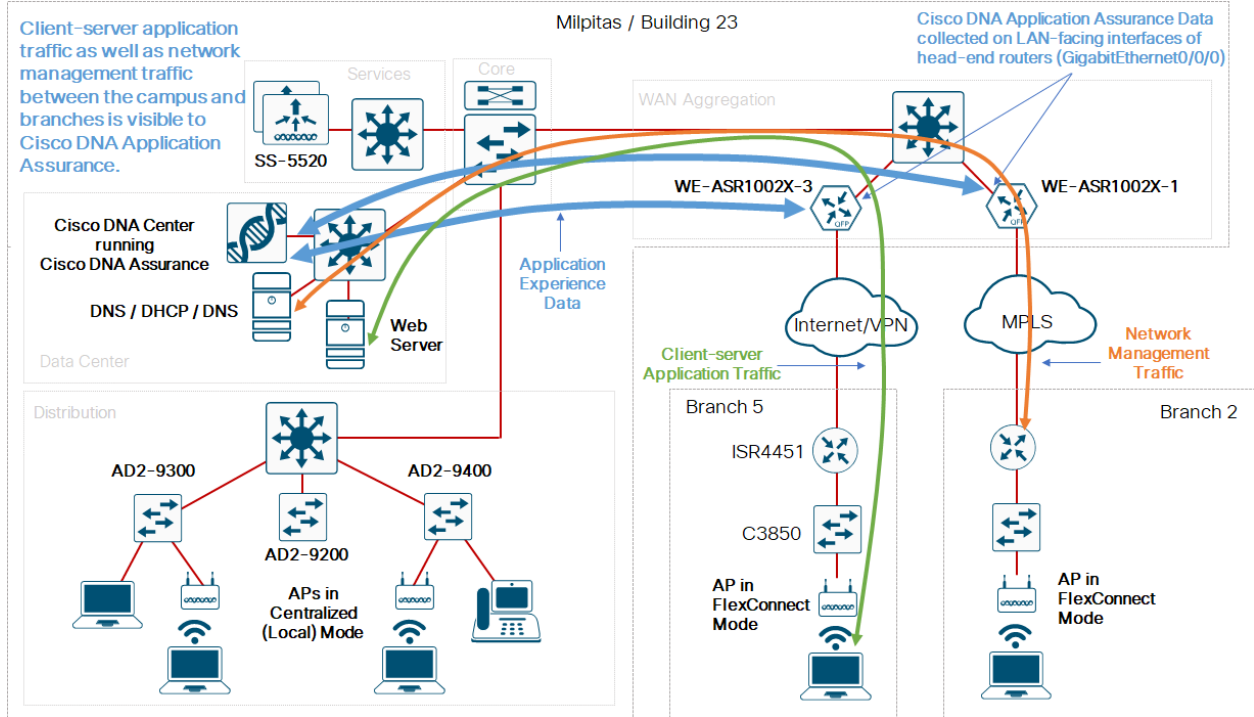 Milpitas / Building 23
Client-server application
traffic as well as network
management traffic
between the campus and
branches is visible to
Cisco DNA Application
Assurance.
Cisco DNA Application Assurance Data
collected on LAN-facing interfaces of
head-end routers (GigabitEthernet0/0/0)
Services
Core
WAN Aggregation
SS-5520
WE-ASR1002X-3
WE-ASR1002X-1
QFP
QFP
Cisco DNA Center
running
Cisco DNA Assurance
DNS / DHCP / DNS
Web
Server
Data Center
Application
Experience
Data
Internet/VPN
MPLS
Client-server
Application Traffic
Network
Management
Traffic
Distribution
AD2-9300
AD2-9400
AD2-9200
APs in
Centralized
(Local) Mode
Branch 5
ISR4451
C3850
AP in
FlexConnect
Mode
Branch 2
AP in
FlexConnect
Mode